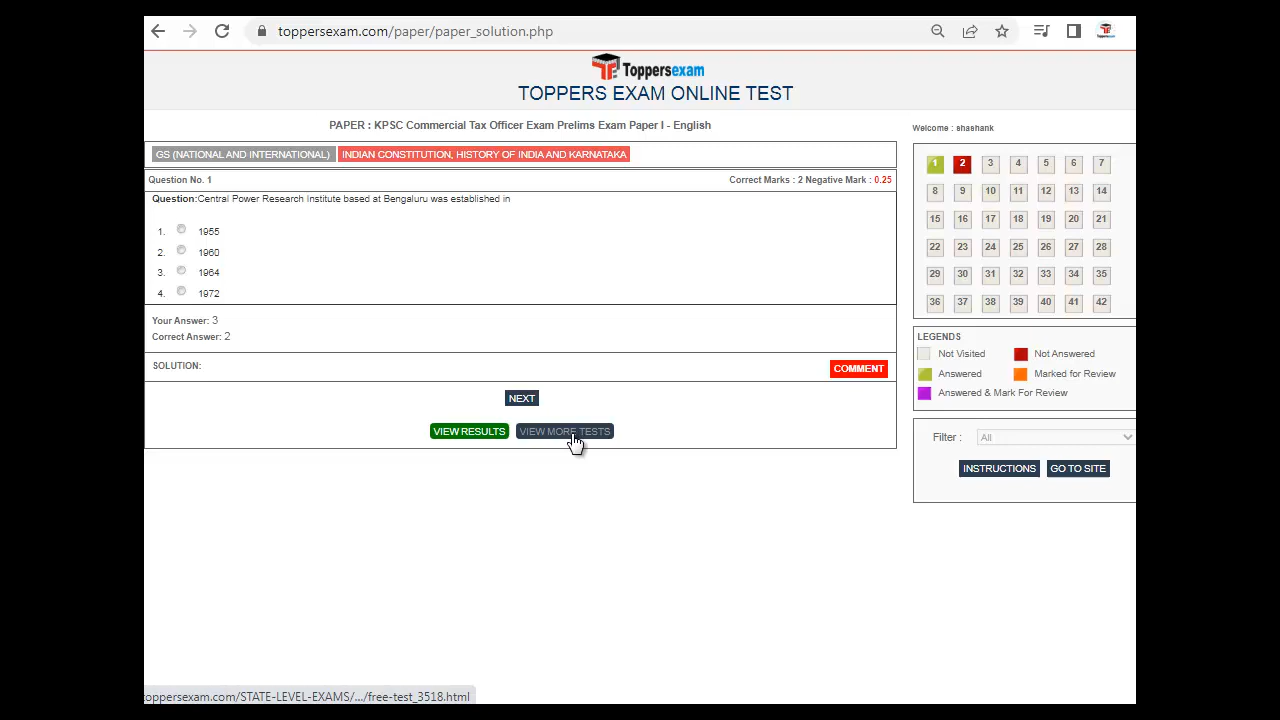 toppersexam.com/paper/paper_solution.php
Toppersexam
TOPPERS EXAM ONLINE TEST
PAPER : KPSC Commercial Tax Officer Exam Prelims Exam Paper I - English
Welcome : shashank
GS (NATIONAL AND INTERNATIONAL) INDIAN CONSTITUTION, HISTORY OF INDIA AND KARNATAKA
Question No. 1 Correct Marks : 2 Negative Mark : 0.25
Question:Central Power Research Institute based at Bengaluru was established in
1. 1955
2. 1960
3. 1964
4. 1972
Your Answer: 3
Correct Answer: 2
SOLUTION: COMMENT
NEXT
VIEW RESULTS VIEW MORE TESTS
1 2 3 4 5 6 7
8 9 10 11 12 13 14
15 16 17 18 19 20 21
22 23 24 25 26 27 28
29 30 31 32 33 34 35
36 37 38 39 40 41 42
LEGENDS
Not Visited Not Answered
Answered Marked for Review
Answered & Mark For Review
Filter : All
INSTRUCTIONS GO TO SITE
toppersexam.com/STATE-LEVEL-EXAMS/.../free-test_3518.html